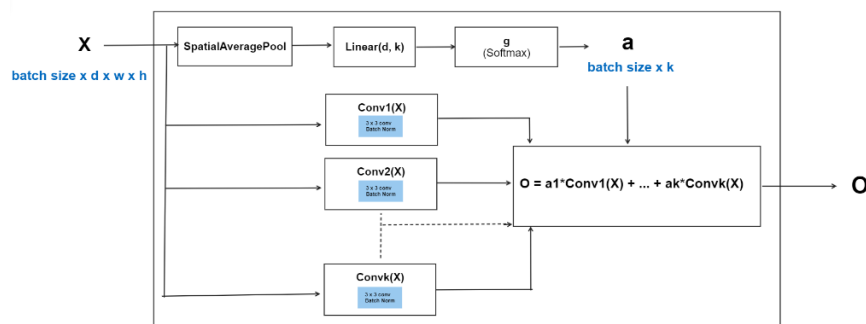 X
batch size x d x w x h
SpatialAveragePool
Linear(d, k)
g
(Softmax)
a
batch size x k
Conv1(X)
3 x 3 conv
Batch Norm
Conv2(X)
3 x 3 conv
Batch Norm
O = a1*Conv1(X) + ... + ak*Convk(X)
O
Convk(X)
3 x 3 conv
Batch Norm